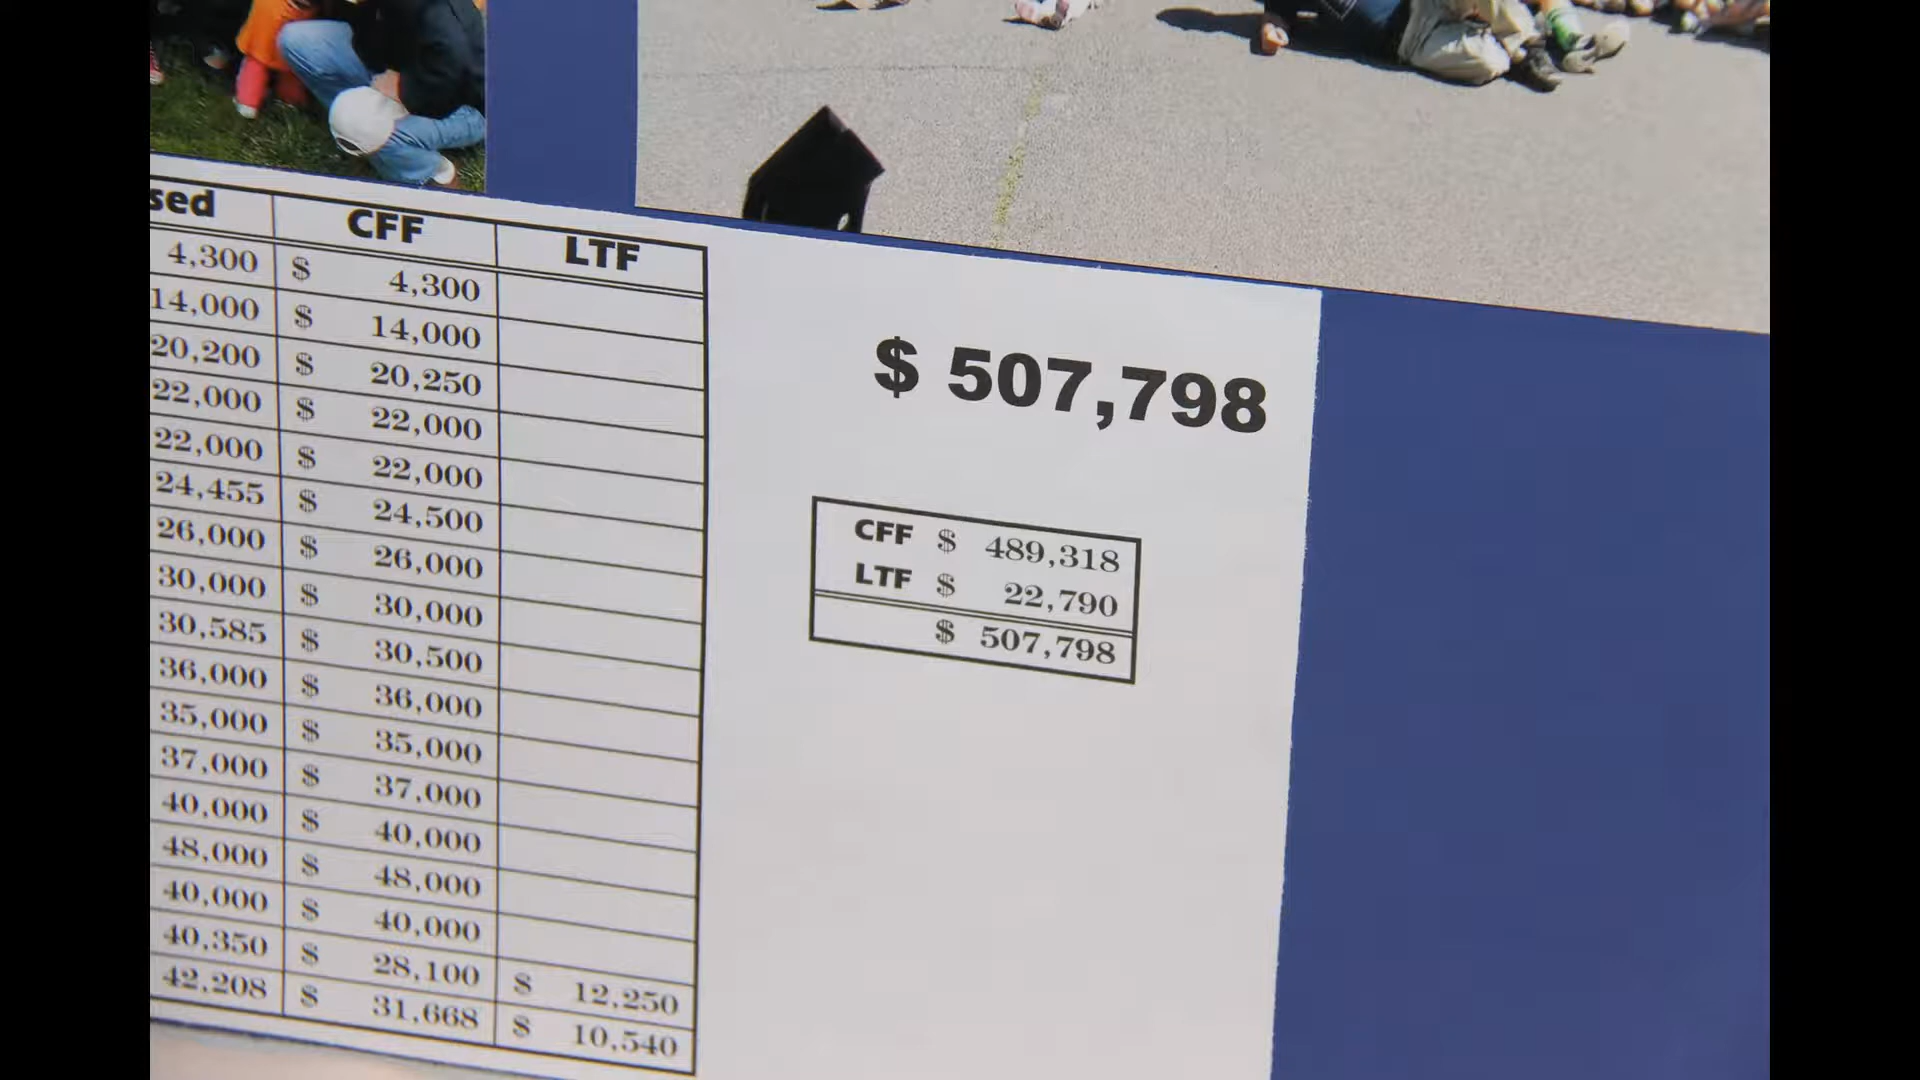 sed CFF LTF
4,300 $ 4,300
14,000 $ 14,000
20,200 $ 20,250
22,000 $ 22,000
22,000 $ 22,000
24,455 $ 24,500
26,000 $ 26,000
30,000 $ 30,000
30,585 $ 30,500
36,000 $ 36,000
35,000 $ 35,000
37,000 $ 37,000
40,000 $ 40,000
48,000 $ 48,000
40,000 $ 40,000
40,350 $ 28,100 $ 12,250
42,208 $ 31,668 $ 10,540
$ 507,798
CFF $ 489,318
LTF $ 22,790
$ 507,798